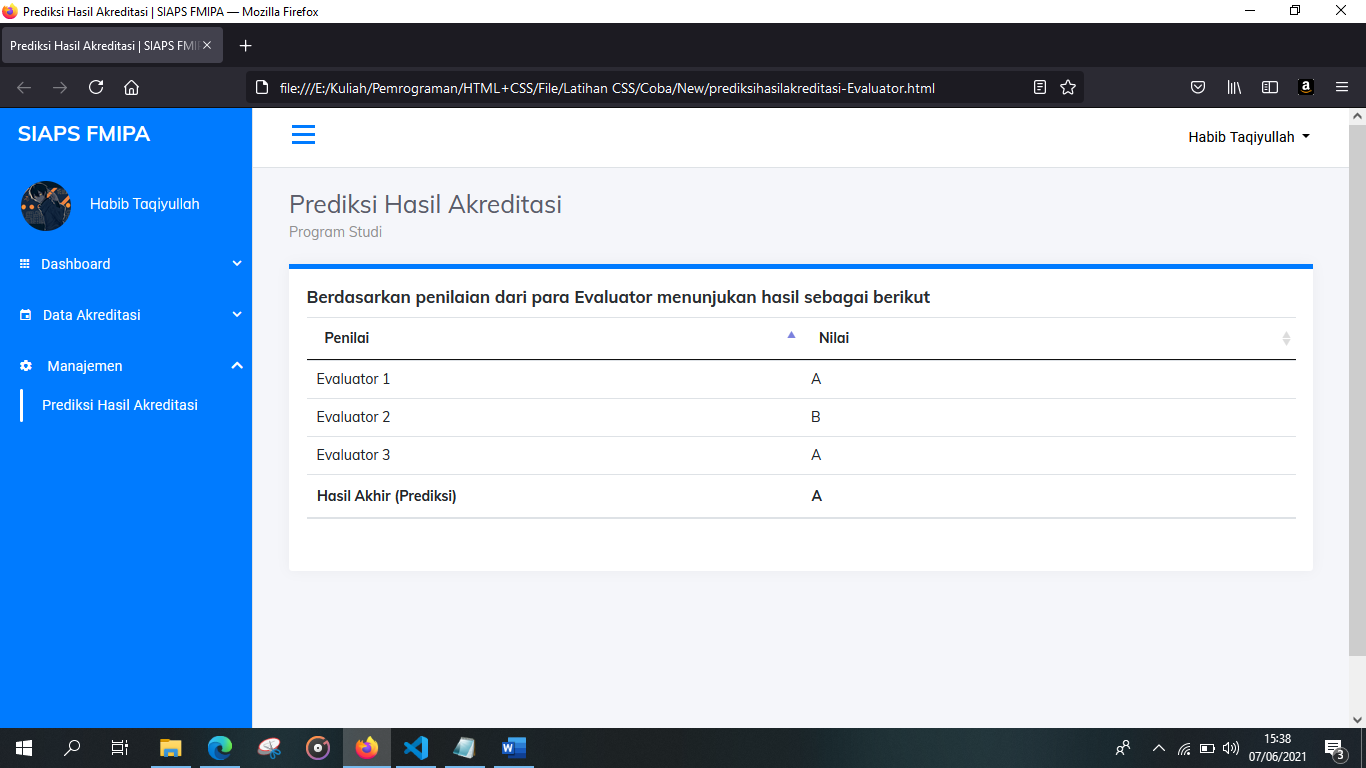 Prediksi Hasil Akreditasi | SIAPS FMIPA — Mozilla Firefox
Prediksi Hasil Akreditasi | SIAPS FMI
file:///E:/Kuliah/Pemrograman/HTML+CSS/File/Latihan CSS/Coba/New/prediksihasilakreditasi-Evaluator.html
SIAPS FMIPA
Habib Taqiyullah
Habib Taqiyullah
Dashboard
Data Akreditasi
Manajemen
Prediksi Hasil Akreditasi
Prediksi Hasil Akreditasi
Program Studi
Berdasarkan penilaian dari para Evaluator menunjukan hasil sebagai berikut
Penilai Nilai
Evaluator 1 A
Evaluator 2 B
Evaluator 3 A
Hasil Akhir (Prediksi) A
15:38
07/06/2021
3